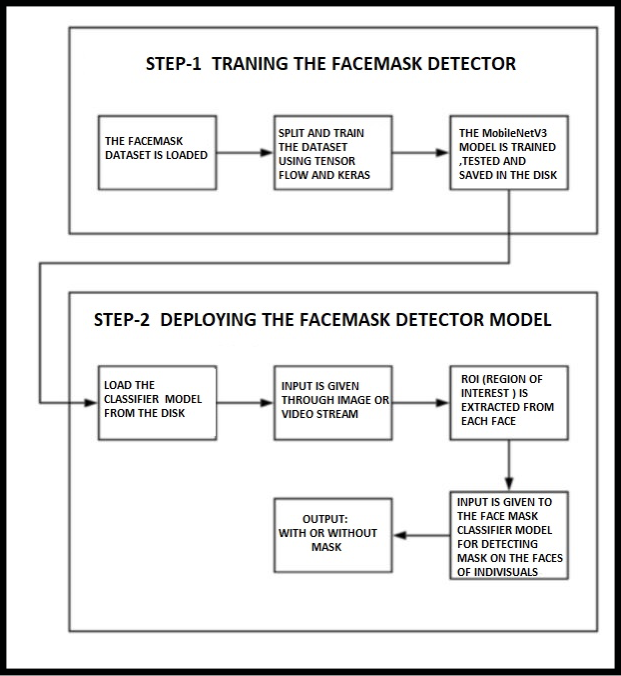 STEP-1 TRANING THE FACEMASK DETECTOR
THE FACEMASK
DATASET IS LOADED
SPLIT AND TRAIN
THE DATASET
USING TENSOR
FLOW AND KERAS
THE MobileNetV3
MODEL IS TRAINED
,TESTED AND
SAVED IN THE DISK
STEP-2 DEPLOYING THE FACEMASK DETECTOR MODEL
LOAD THE
CLASSIFIER MODEL
FROM THE DISK
INPUT IS GIVEN
THROUGH IMAGE OR
VIDEO STREAM
ROI (REGION OF
INTEREST ) IS
EXTRACTED FROM
EACH FACE
INPUT IS GIVEN TO
THE FACE MASK
CLASSIFIER MODEL
FOR DETECTING
MASK ON THE FACES
OF INDIVISUALS
OUTPUT:
WITH OR WITHOUT
MASK